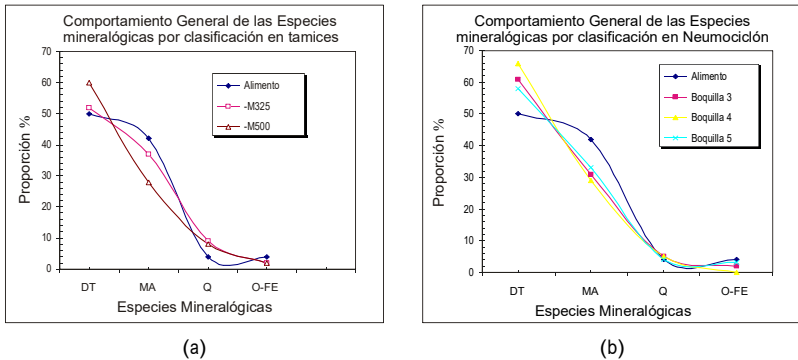 Comportamiento General de las Especies
mineralógicas por clasificación en tamices
70
60
50
40
30
20
10
0
Proporción %
Alimento
-M325
-M500
DT MA Q O-FE
Especies Mineralógicas
(a)
Comportamiento General de las Especies
mineralógicas por clasificación en Neumociclón
70
60
50
40
30
20
10
0
Proporción %
Alimento
Boquilla 3
Boquilla 4
Boquilla 5
DT MA Q O-FE
Especies Mineralógicas
(b)